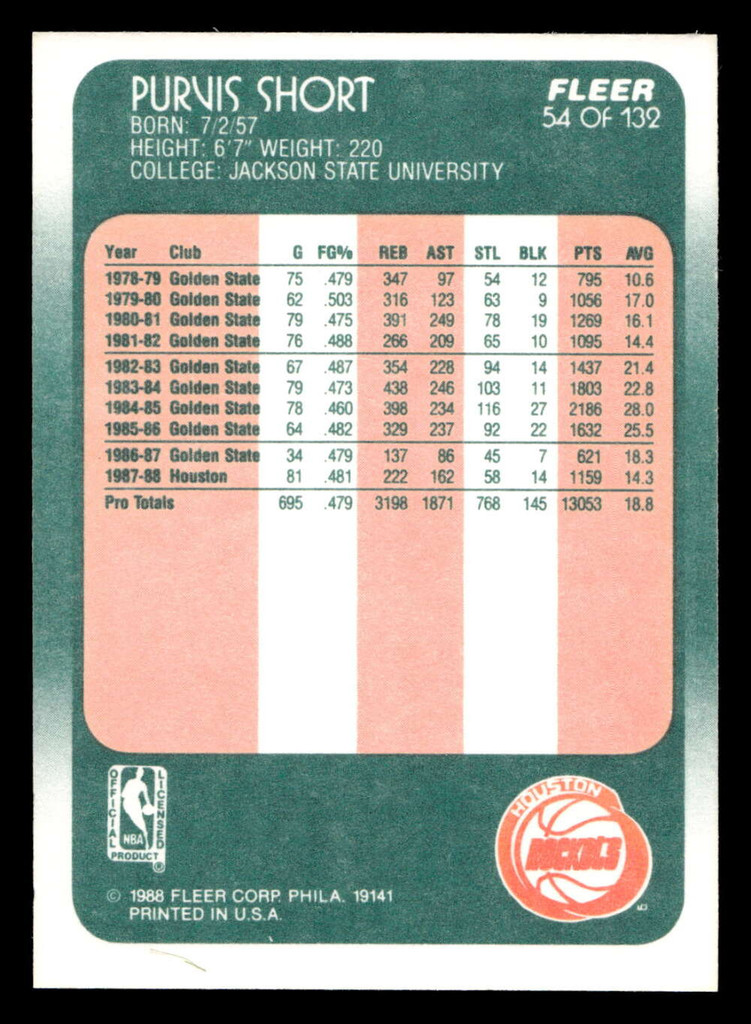 PURVIS SHORT
FLEER
54 OF 132
BORN: 7/2/57
HEIGHT: 6'7" WEIGHT: 220
COLLEGE: JACKSON STATE UNIVERSITY
Year Club G FG% REB AST STL BLK PTS AVG
1978-79 Golden State 75 .479 347 97 54 12 795 10.6
1979-80 Golden State 62 .503 316 123 63 9 1056 17.0
1980-81 Golden State 79 .475 391 249 78 19 1269 16.1
1981-82 Golden State 76 .488 266 209 65 10 1095 14.4
1982-83 Golden State 67 .487 354 228 94 14 1437 21.4
1983-84 Golden State 79 .473 438 246 103 11 1803 22.8
1984-85 Golden State 78 .460 398 234 116 27 2186 28.0
1985-86 Golden State 64 .482 329 237 92 22 1632 25.5
1986-87 Golden State 34 .479 137 86 45 7 621 18.3
1987-88 Houston 81 .481 222 162 58 14 1159 14.3
Pro Totals 695 .479 3198 1871 768 145 13053 18.8
OFFICIAL
LICENSED
NBA
PRODUCT ®
HOUSTON
ROCKETS
© 1988 FLEER CORP. PHILA. 19141
PRINTED IN U.S.A.